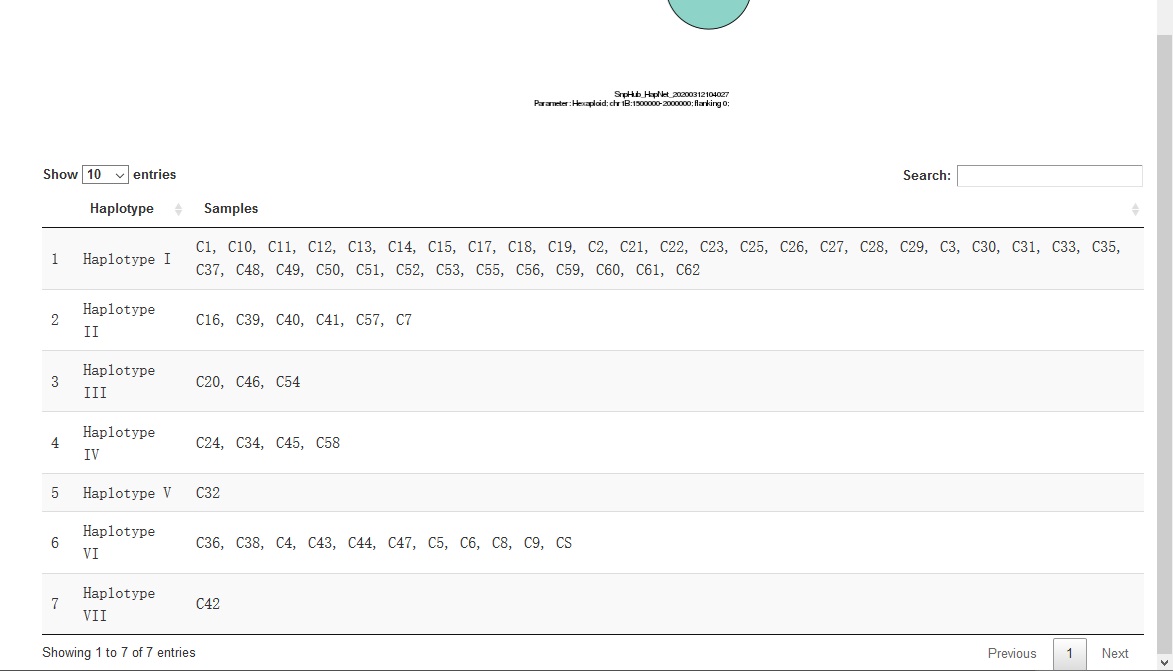 SnpHub_HapNet_20200312104027
Parameter: Hexaploid: chr1B:1500000-2000000; flanking 0;
Show 10 entries
Search:
Haplotype Samples
1 Haplotype I C1, C10, C11, C12, C13, C14, C15, C17, C18, C19, C2, C21, C22, C23, C25, C26, C27, C28, C29, C3, C30, C31, C33, C35,
C37, C48, C49, C50, C51, C52, C53, C55, C56, C59, C60, C61, C62
2 Haplotype
II C16, C39, C40, C41, C57, C7
3 Haplotype
III C20, C46, C54
4 Haplotype
IV C24, C34, C45, C58
5 Haplotype V C32
6 Haplotype
VI C36, C38, C4, C43, C44, C47, C5, C6, C8, C9, CS
7 Haplotype
VII C42
Showing 1 to 7 of 7 entries
Previous 1 Next